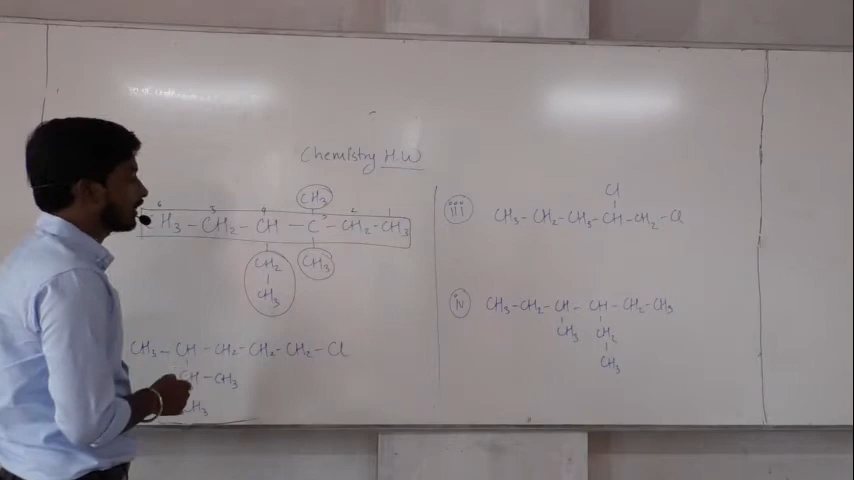 Chemistry H.W
CH3
6 5 4 3 2 1
H3 - CH2 - CH - C - CH2 - CH3
CH2 CH3
CH3
CH3 - CH - CH2 - CH2 - CH2 - Cl
CH - CH3
H3
iii
Cl
CH3 - CH2 - CH2 - CH - CH2 - Cl
iv
CH3 - CH2 - CH - CH - CH2 - CH3
CH3 CH2
CH3